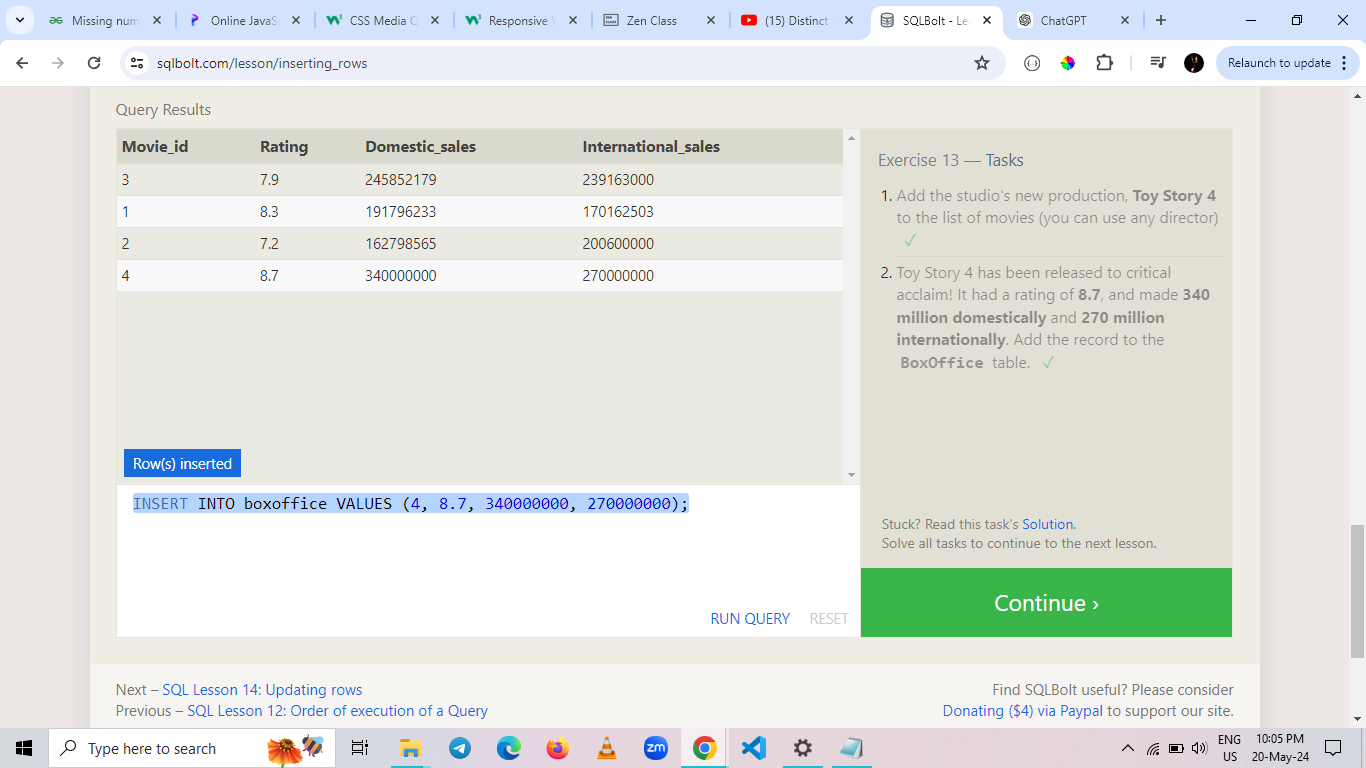 Missing num
Online JavaS
CSS Media C
Responsive
Zen Class
(15) Distinct
SQLBolt - Le
ChatGPT
sqlbolt.com/lesson/inserting_rows
Relaunch to update
Query Results
Movie_id Rating Domestic_sales International_sales
3 7.9 245852179 239163000
1 8.3 191796233 170162503
2 7.2 162798565 200600000
4 8.7 340000000 270000000
Row(s) inserted
INSERT INTO boxoffice VALUES (4, 8.7, 340000000, 270000000);
RUN QUERY RESET
Exercise 13 — Tasks
1. Add the studio's new production, Toy Story 4
to the list of movies (you can use any director)
✓
2. Toy Story 4 has been released to critical
acclaim! It had a rating of 8.7, and made 340
million domestically and 270 million
internationally. Add the record to the
BoxOffice table. ✓
Stuck? Read this task's Solution.
Solve all tasks to continue to the next lesson.
Continue ›
Next – SQL Lesson 14: Updating rows
Previous – SQL Lesson 12: Order of execution of a Query
Find SQLBolt useful? Please consider
Donating ($4) via Paypal to support our site.
Type here to search
zm
ENG
US
10:05 PM
20-May-24